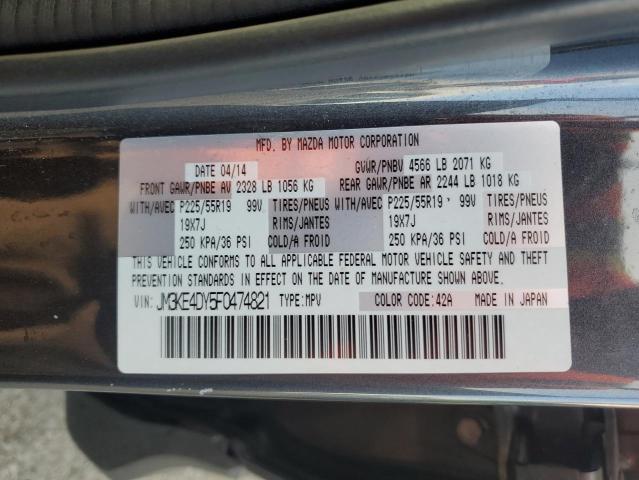 MFD. BY MAZDA MOTOR CORPORATION
DATE 04/14 GVWR/PNBV 4566 LB 2071 KG
FRONT GAWR/PNBE AV 2328 LB 1056 KG REAR GAWR/PNBE AR 2244 LB 1018 KG
WITH/AVEC P225/55R19 99V TIRES/PNEUS WITH/AVEC P225/55R19 99V TIRES/PNEUS
19X7J RIMS/JANTES 19X7J RIMS/JANTES
250 KPA/36 PSI COLD/A FROID 250 KPA/36 PSI COLD/A FROID
THIS VEHICLE CONFORMS TO ALL APPLICABLE FEDERAL MOTOR VEHICLE SAFETY AND THEFT
PREVENTION STANDARDS IN EFFECT ON THE DATE OF MANUFACTURE SHOWN ABOVE.
VIN: JM3KE4DY5F0474821 TYPE:MPV COLOR CODE:42A MADE IN JAPAN